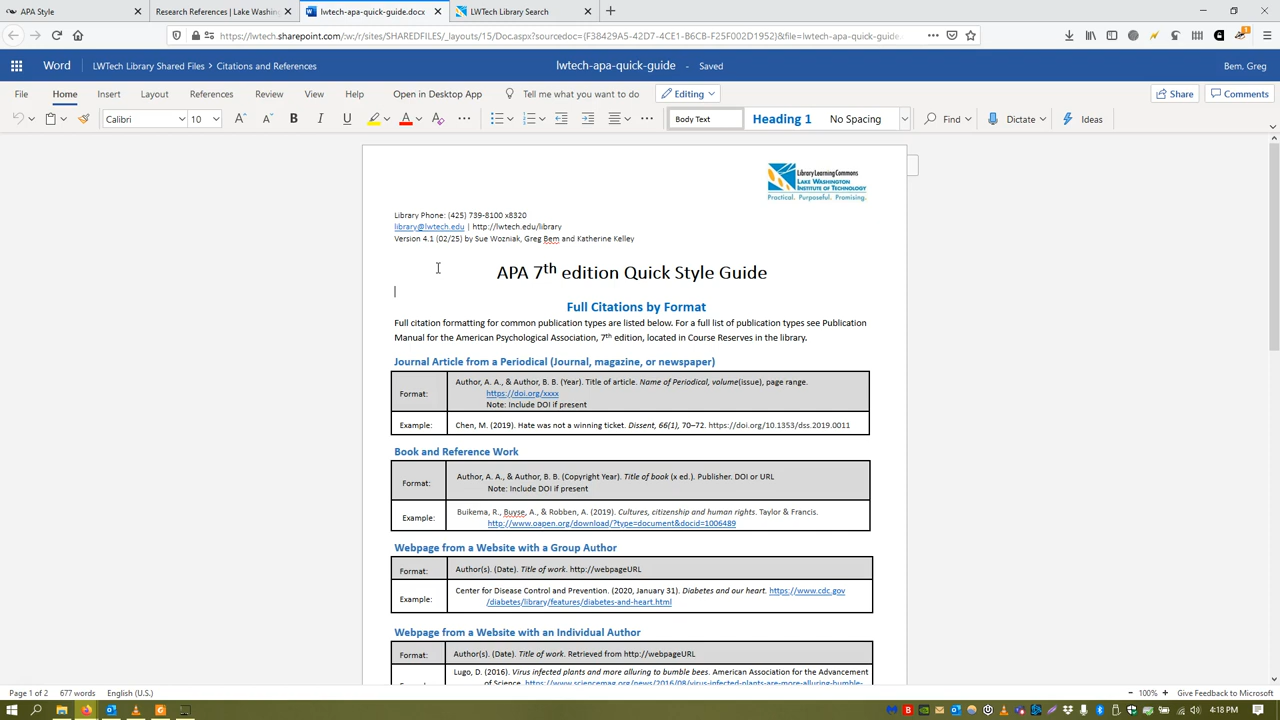 APA Style
Research References | Lake Washin
lwtech-apa-quick-guide.docx
LWTech Library Search
https://lwtech.sharepoint.com/:w:/r/sites/SHAREDFILES/_layouts/15/Doc.aspx?sourcedoc={F38429A5-42D7-4CE1-B6CB-F25F002D1952}&file=lwtech-apa-quick-guide.
Word
LWTech Library Shared Files > Citations and References
lwtech-apa-quick-guide - Saved
Bem, Greg
File Home Insert Layout References Review View Help Open in Desktop App Tell me what you want to do Editing Share Comments
Calibri 10 B I U A Body Text Heading 1 No Spacing Find Dictate Ideas
Library Learning Commons
LAKE WASHINGTON
INSTITUTE OF TECHNOLOGY
Practical. Purposeful. Promising.
Library Phone: (425) 739-8100 x8320
library@lwtech.edu | http://lwtech.edu/library
Version 4.1 (02/25) by Sue Wozniak, Greg Bem and Katherine Kelley
APA 7th edition Quick Style Guide
Full Citations by Format
Full citation formatting for common publication types are listed below. For a full list of publication types see Publication
Manual for the American Psychological Association, 7th edition, located in Course Reserves in the library.
Journal Article from a Periodical (Journal, magazine, or newspaper)
Format:
Author, A. A., & Author, B. B. (Year). Title of article. Name of Periodical, volume(issue), page range.
https://doi.org/xxxx
Note: Include DOI if present
Example:
Chen, M. (2019). Hate was not a winning ticket. Dissent, 66(1), 70–72. https://doi.org/10.1353/dss.2019.0011
Book and Reference Work
Format:
Author, A. A., & Author, B. B. (Copyright Year). Title of book (x ed.). Publisher. DOI or URL
Note: Include DOI if present
Example:
Buikema, R., Buyse, A., & Robben, A. (2019). Cultures, citizenship and human rights. Taylor & Francis.
http://www.oapen.org/download/?type=document&docid=1006489
Webpage from a Website with a Group Author
Format:
Author(s). (Date). Title of work. http://webpageURL
Example:
Center for Disease Control and Prevention. (2020, January 31). Diabetes and our heart. https://www.cdc.gov
/diabetes/library/features/diabetes-and-heart.html
Webpage from a Website with an Individual Author
Format:
Author(s). (Date). Title of work. Retrieved from http://webpageURL
Lugo, D. (2016). Virus infected plants and more alluring to bumble bees. American Association for the Advancement
of Science. https://www.sciencemag.org/news/2016/08/virus-infected-plants-are-more-alluring-bumble-
Page 1 of 2 677 words English (U.S.)
100% Give Feedback to Microsoft
4:18 PM